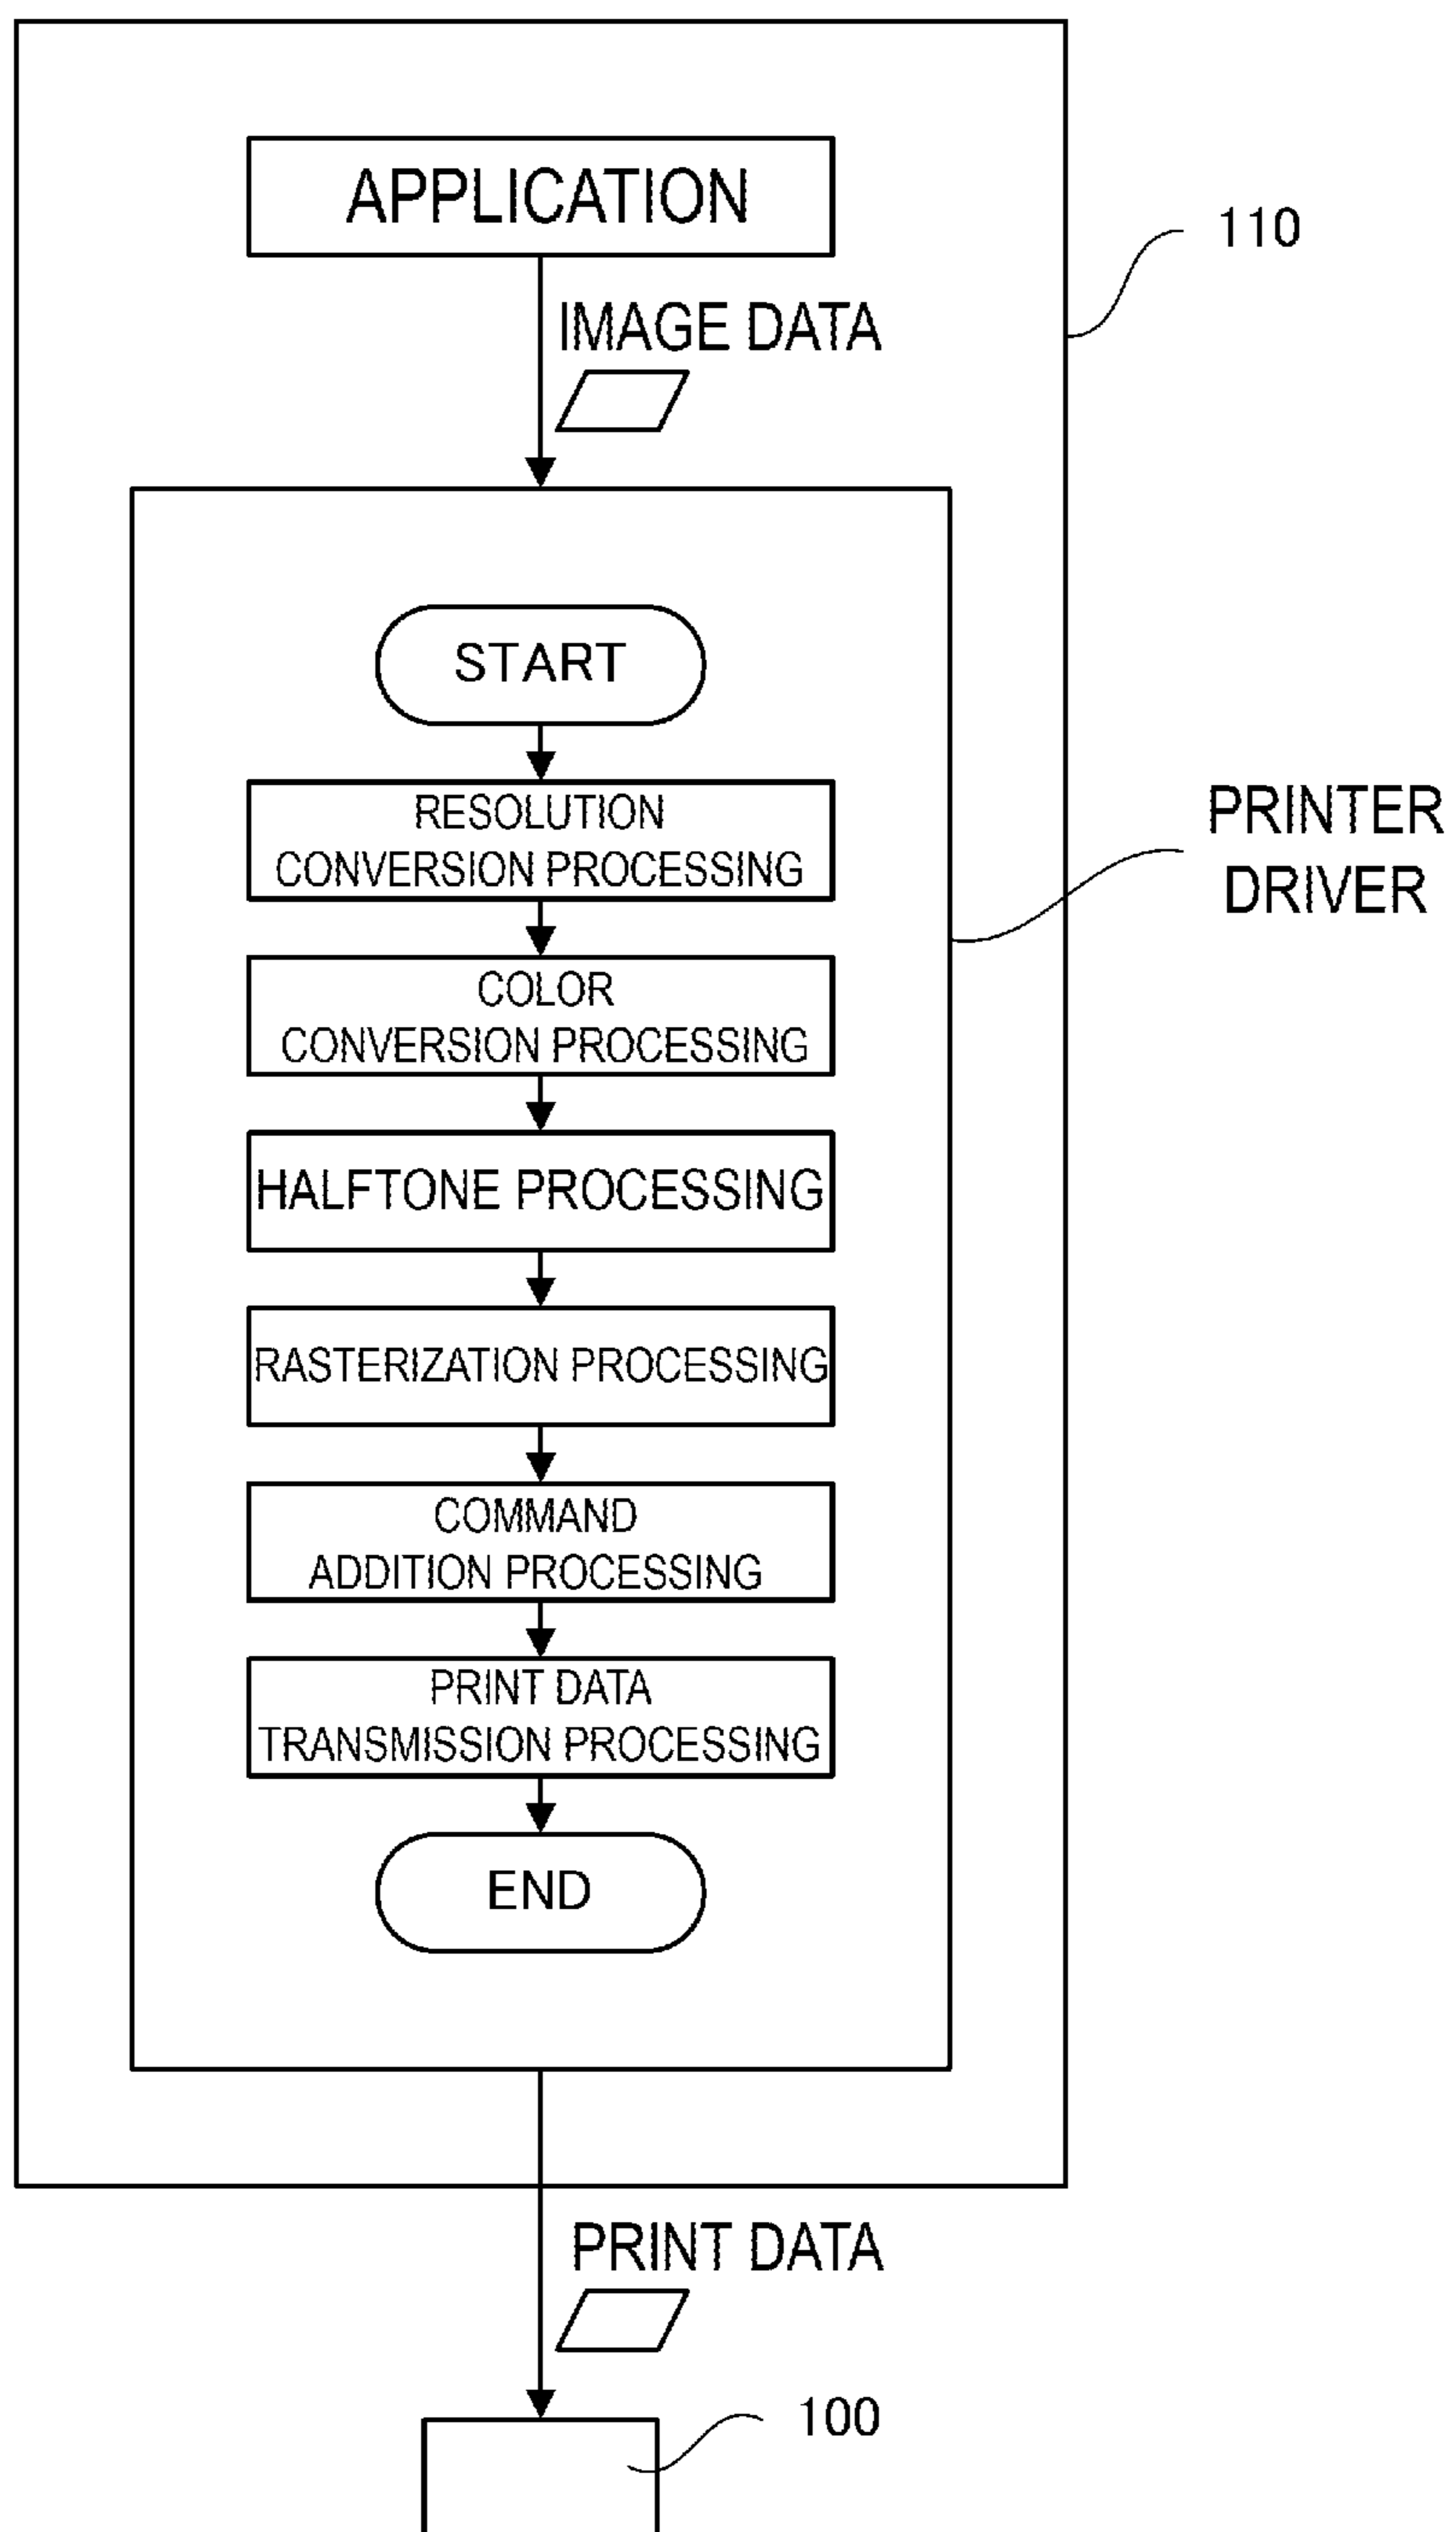 APPLICATION
110
IMAGE DATA
START
RESOLUTION
CONVERSION PROCESSING
PRINTER
DRIVER
COLOR
CONVERSION PROCESSING
HALFTONE PROCESSING
RASTERIZATION PROCESSING
COMMAND
ADDITION PROCESSING
PRINT DATA
TRANSMISSION PROCESSING
END
PRINT DATA
100